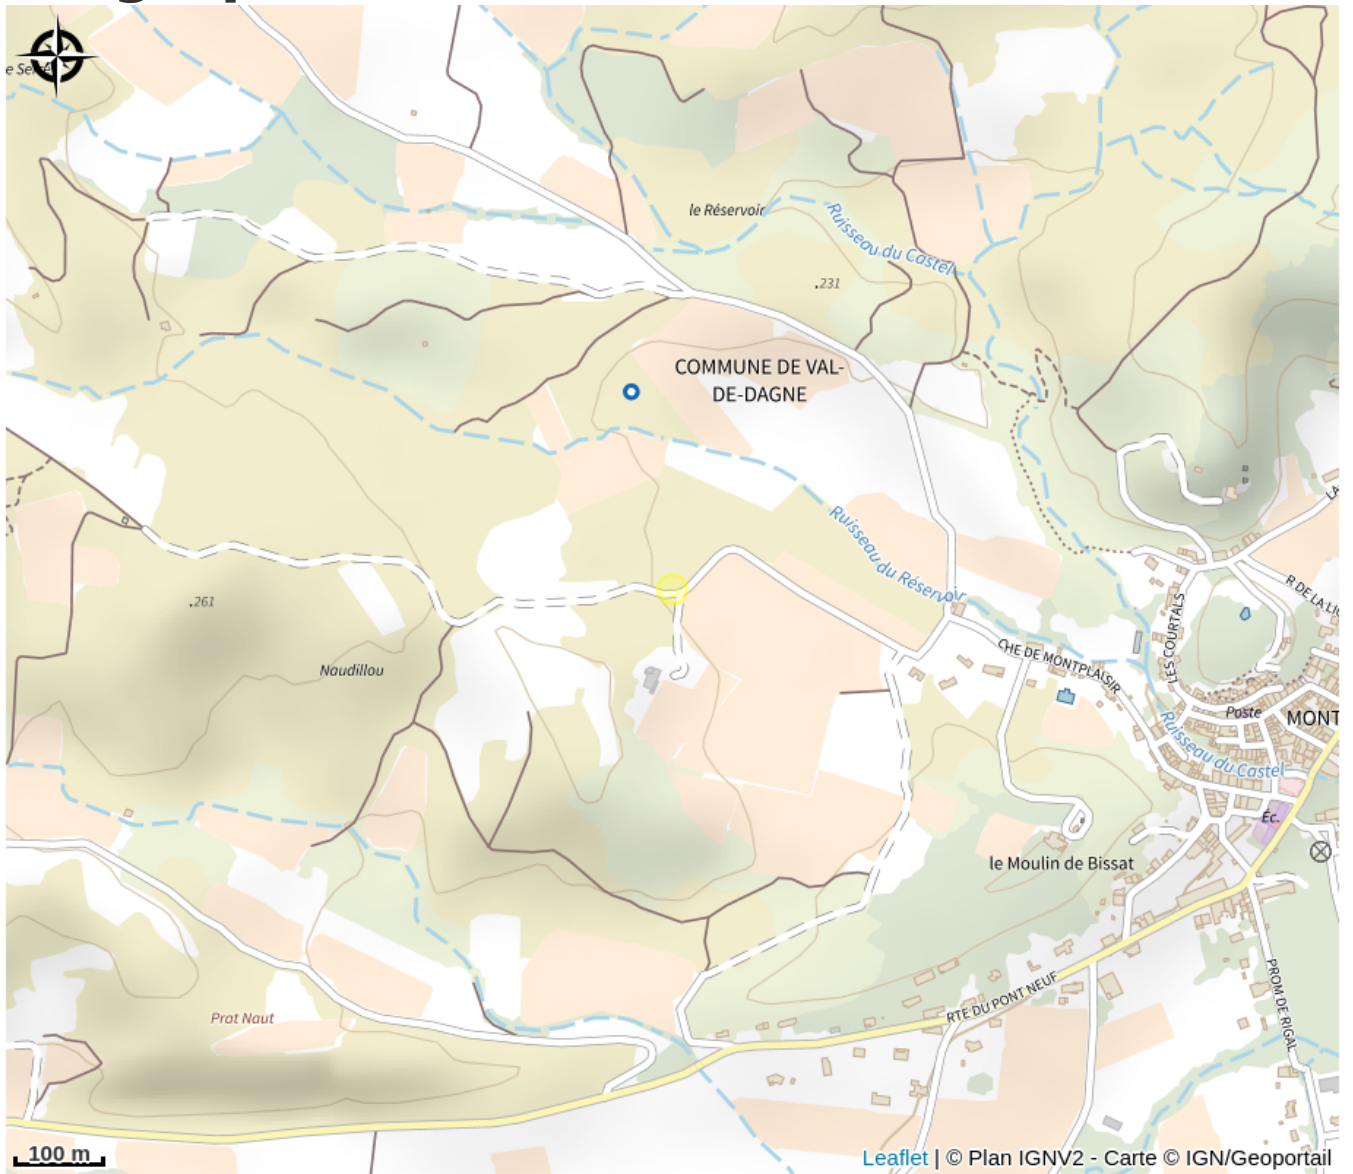 le Réservoir
Ruisseau du Castel
.231
COMMUNE DE VAL-
DE-DAGNE
LA
Ruisseau du Réservoir
R DE LA LIC
.261
LES COURTALS
CHE DE MONTPLAISIR
Naudillou
Poste
MONT
Ruisseau du Castel
Éc.
le Moulin de Bissat
RTE DU PONT NEUF
PROM DE RIGAL
Prat Naut
100 m
Leaflet | © Plan IGNV2 - Carte © IGN/Geoportail